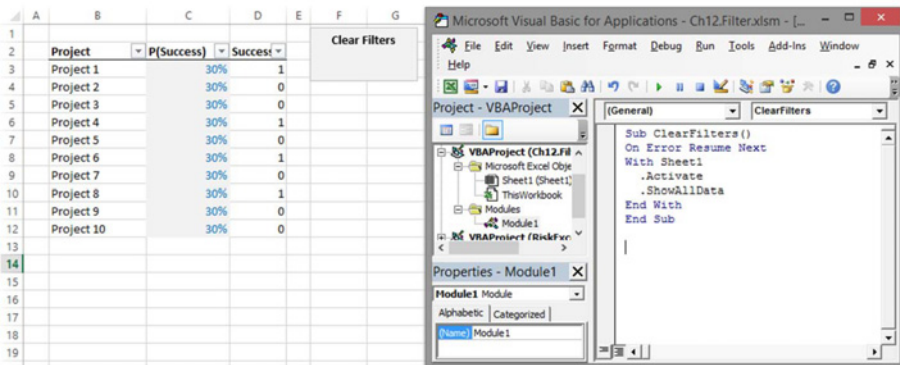 A B C D E F G
1
2 Project P(Success) Success
3 Project 1 30% 1
4 Project 2 30% 0
5 Project 3 30% 0
6 Project 4 30% 1
7 Project 5 30% 0
8 Project 6 30% 1
9 Project 7 30% 0
10 Project 8 30% 1
11 Project 9 30% 0
12 Project 10 30% 0
13
14
15
16
17
18
19
Clear Filters
Microsoft Visual Basic for Applications - Ch12.Filter.xlsm - [...
File Edit View Insert Format Debug Run Tools Add-Ins Window
Help
Project - VBAProject
VBAProject (Ch12.Fil
Microsoft Excel Obje
Sheet1 (Sheet1)
ThisWorkbook
Modules
Module1
VBAProject (RiskExc
Properties - Module1
Module1 Module
Alphabetic Categorized
(Name) Module1
(General) ClearFilters
Sub ClearFilters()
On Error Resume Next
With Sheet1
.Activate
.ShowAllData
End With
End Sub